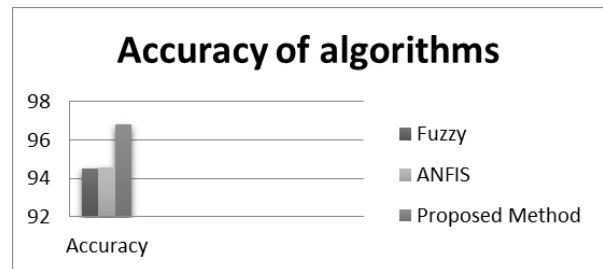 Accuracy of algorithms
98
96
94
92
Accuracy
Fuzzy
ANFIS
Proposed Method